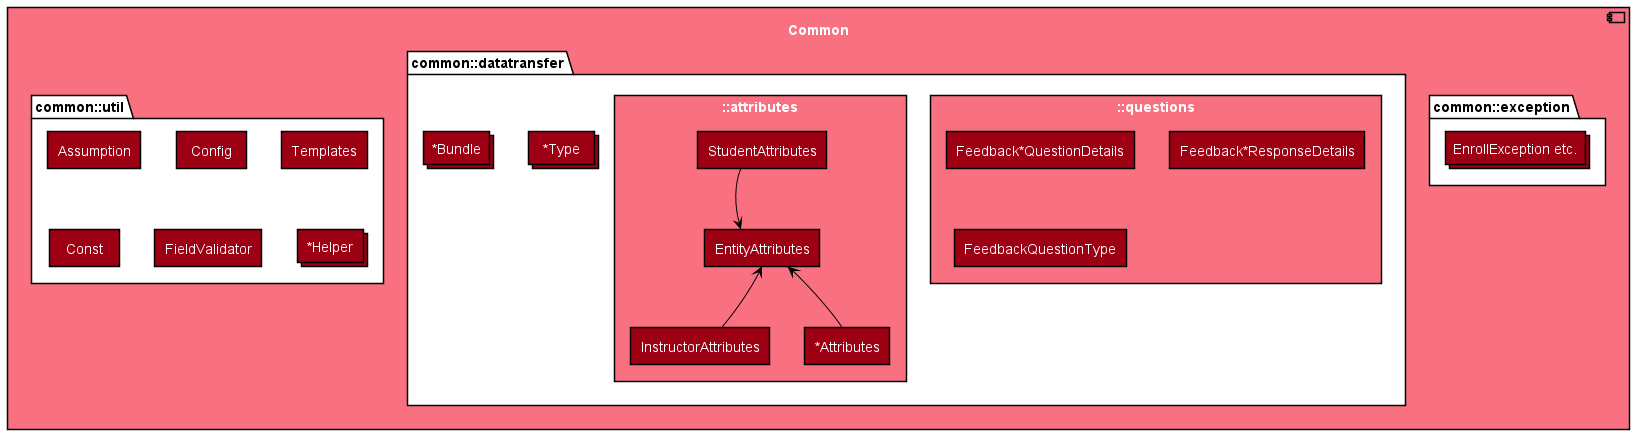 Common
common::util
Assumption
Config
Templates
Const
FieldValidator
*Helper
common::datatransfer
*Bundle
*Type
::attributes
StudentAttributes
EntityAttributes
InstructorAttributes
*Attributes
::questions
Feedback*QuestionDetails
Feedback*ResponseDetails
FeedbackQuestionType
common::exception
EnrollException etc.